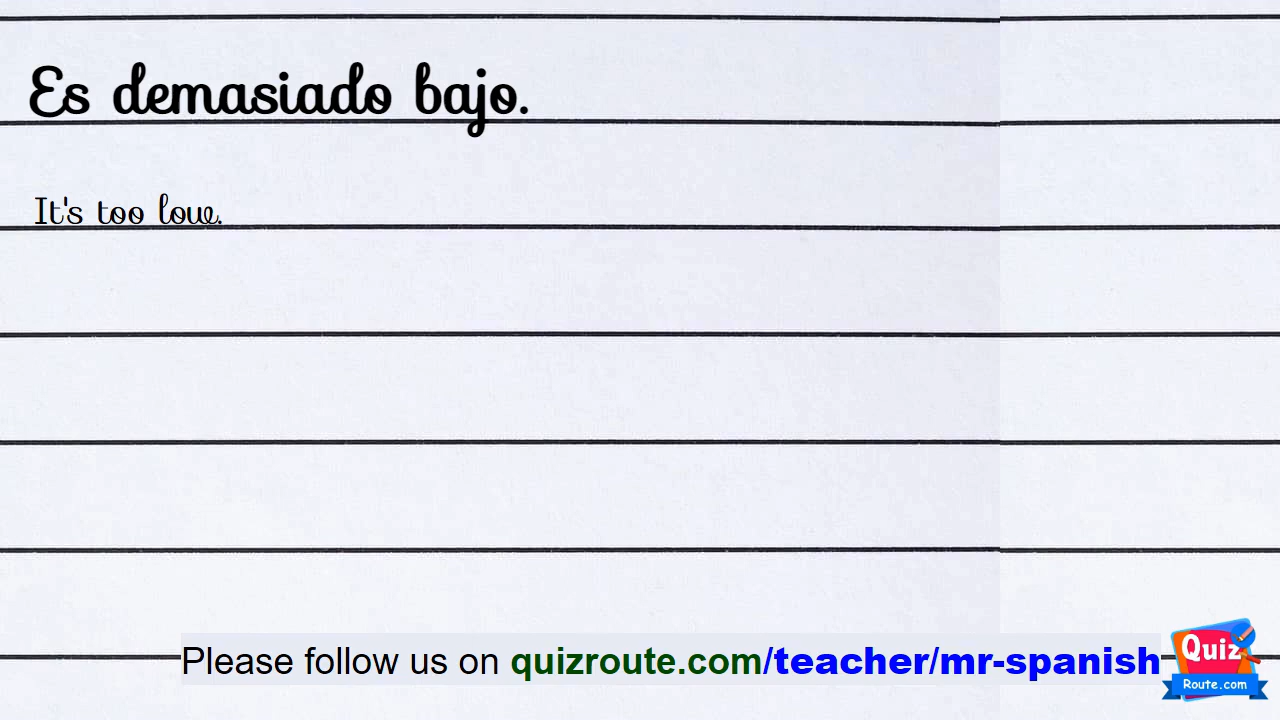 Es demasiado bajo.
It's too low.
Please follow us on quizroute.com/teacher/mr-spanish
Quiz
Route.com